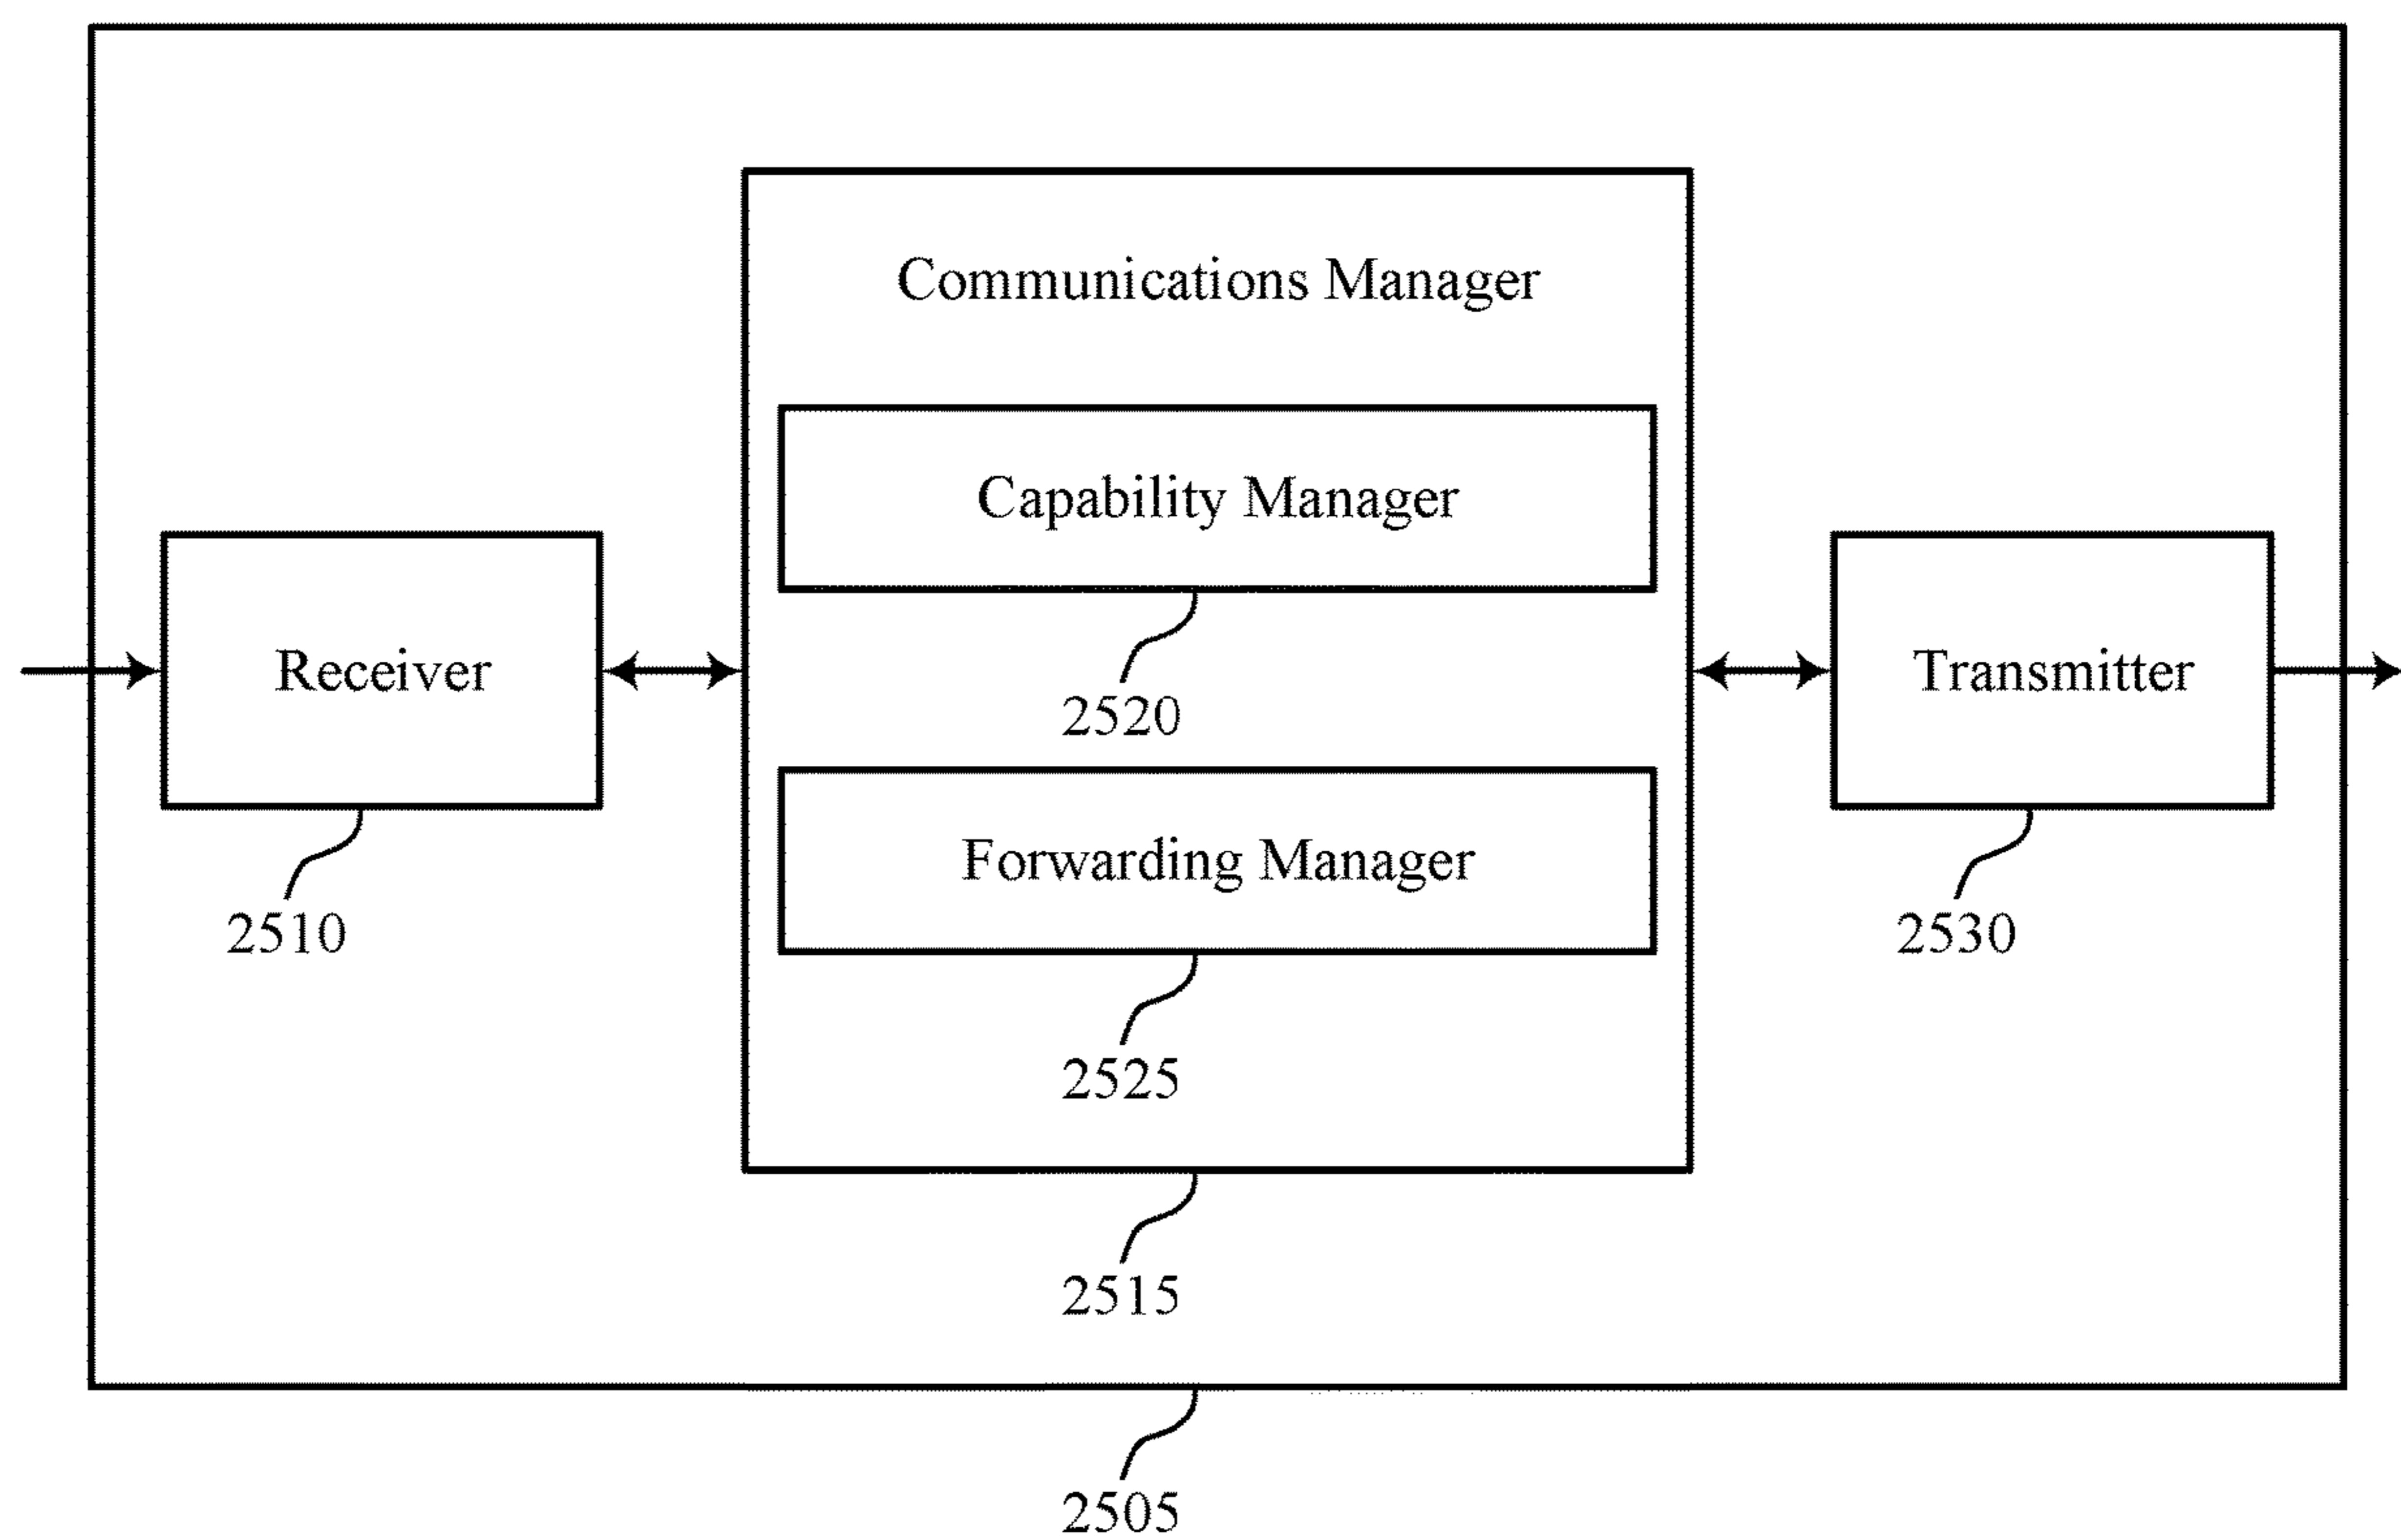 Communications Manager
Capability Manager
2520
Receiver
2510
Transmitter
2530
Forwarding Manager
2525
2515
2505